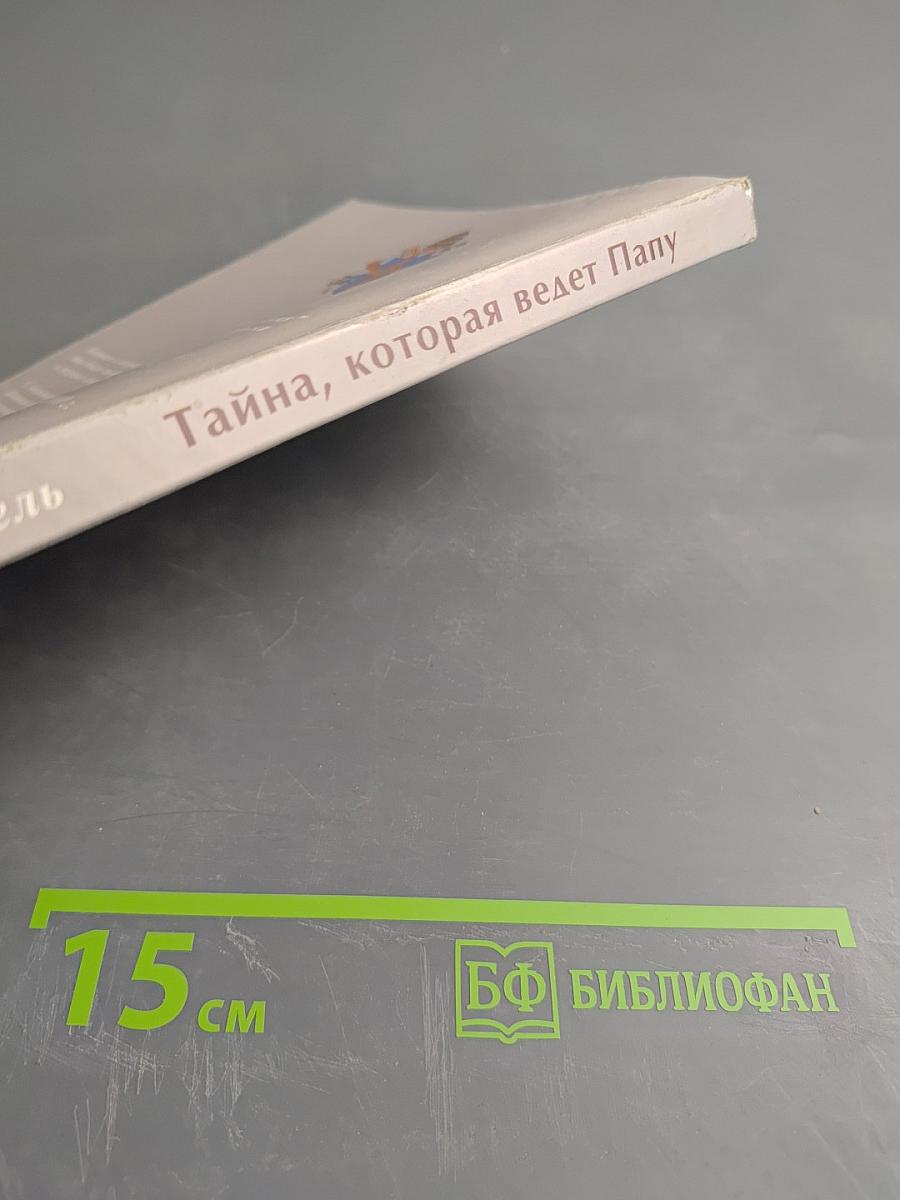 Тайна, которая ведет Папу
ель
15 см
БФ БИБЛИОФАН